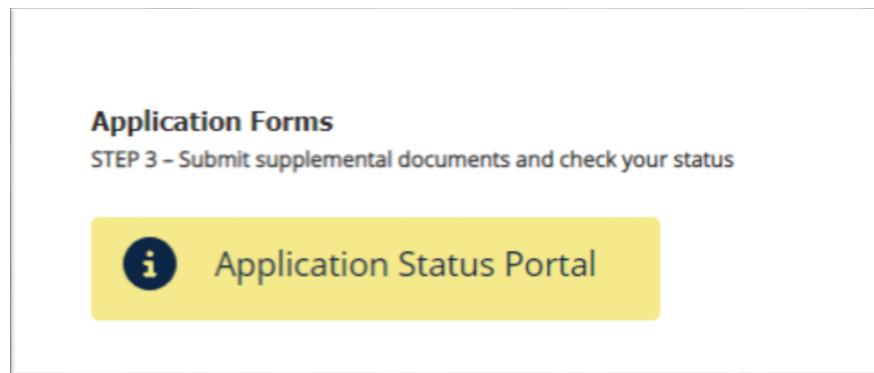 Application Forms
STEP 3 – Submit supplemental documents and check your status
Application Status Portal